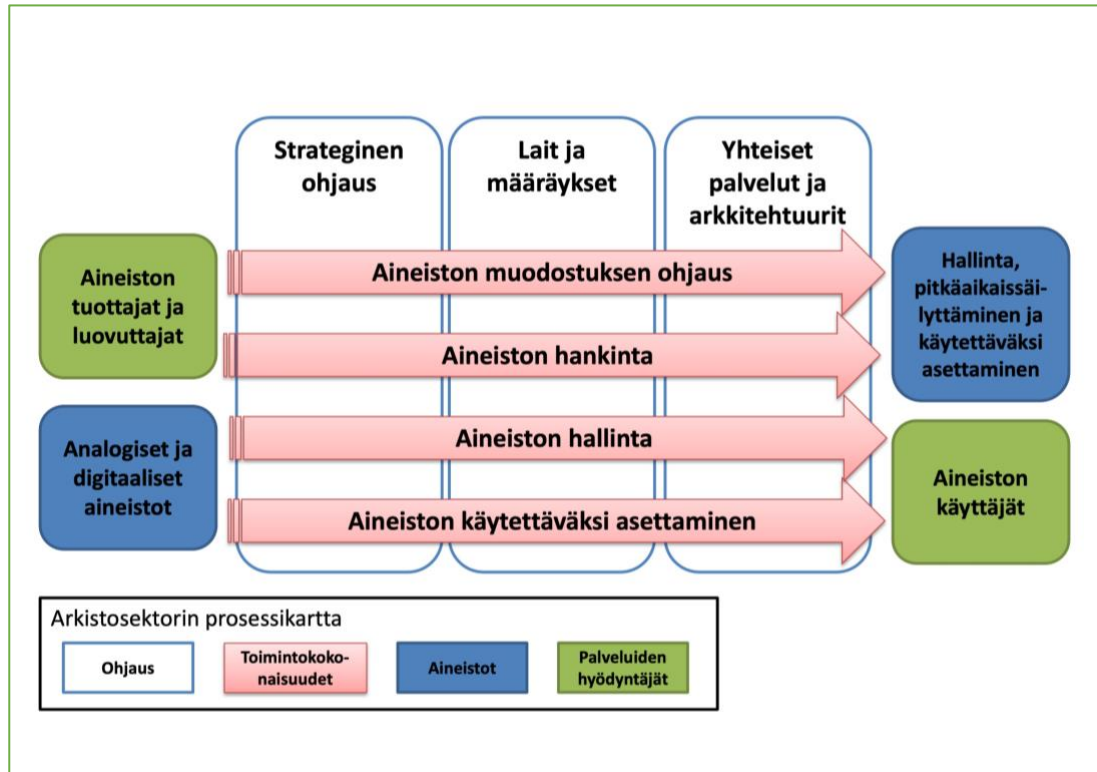 Strateginen
ohjaus
Lait ja
määräykset
Yhteiset
palvelut ja
arkkitehtuurit
Aineiston
tuottajat ja
luovuttajat
Analogiset ja
digitaaliset
aineistot
Aineiston muodostuksen ohjaus
Aineiston hankinta
Aineiston hallinta
Aineiston käytettäväksi asettaminen
Hallinta,
pitkäaikaissäi-
lyttäminen ja
käytettäväksi
asettaminen
Aineiston
käyttäjät
Arkistosektorin prosessikartta
Ohjaus
Toimintokoko-
naisuudet
Aineistot
Palveluiden
hyödyntäjät